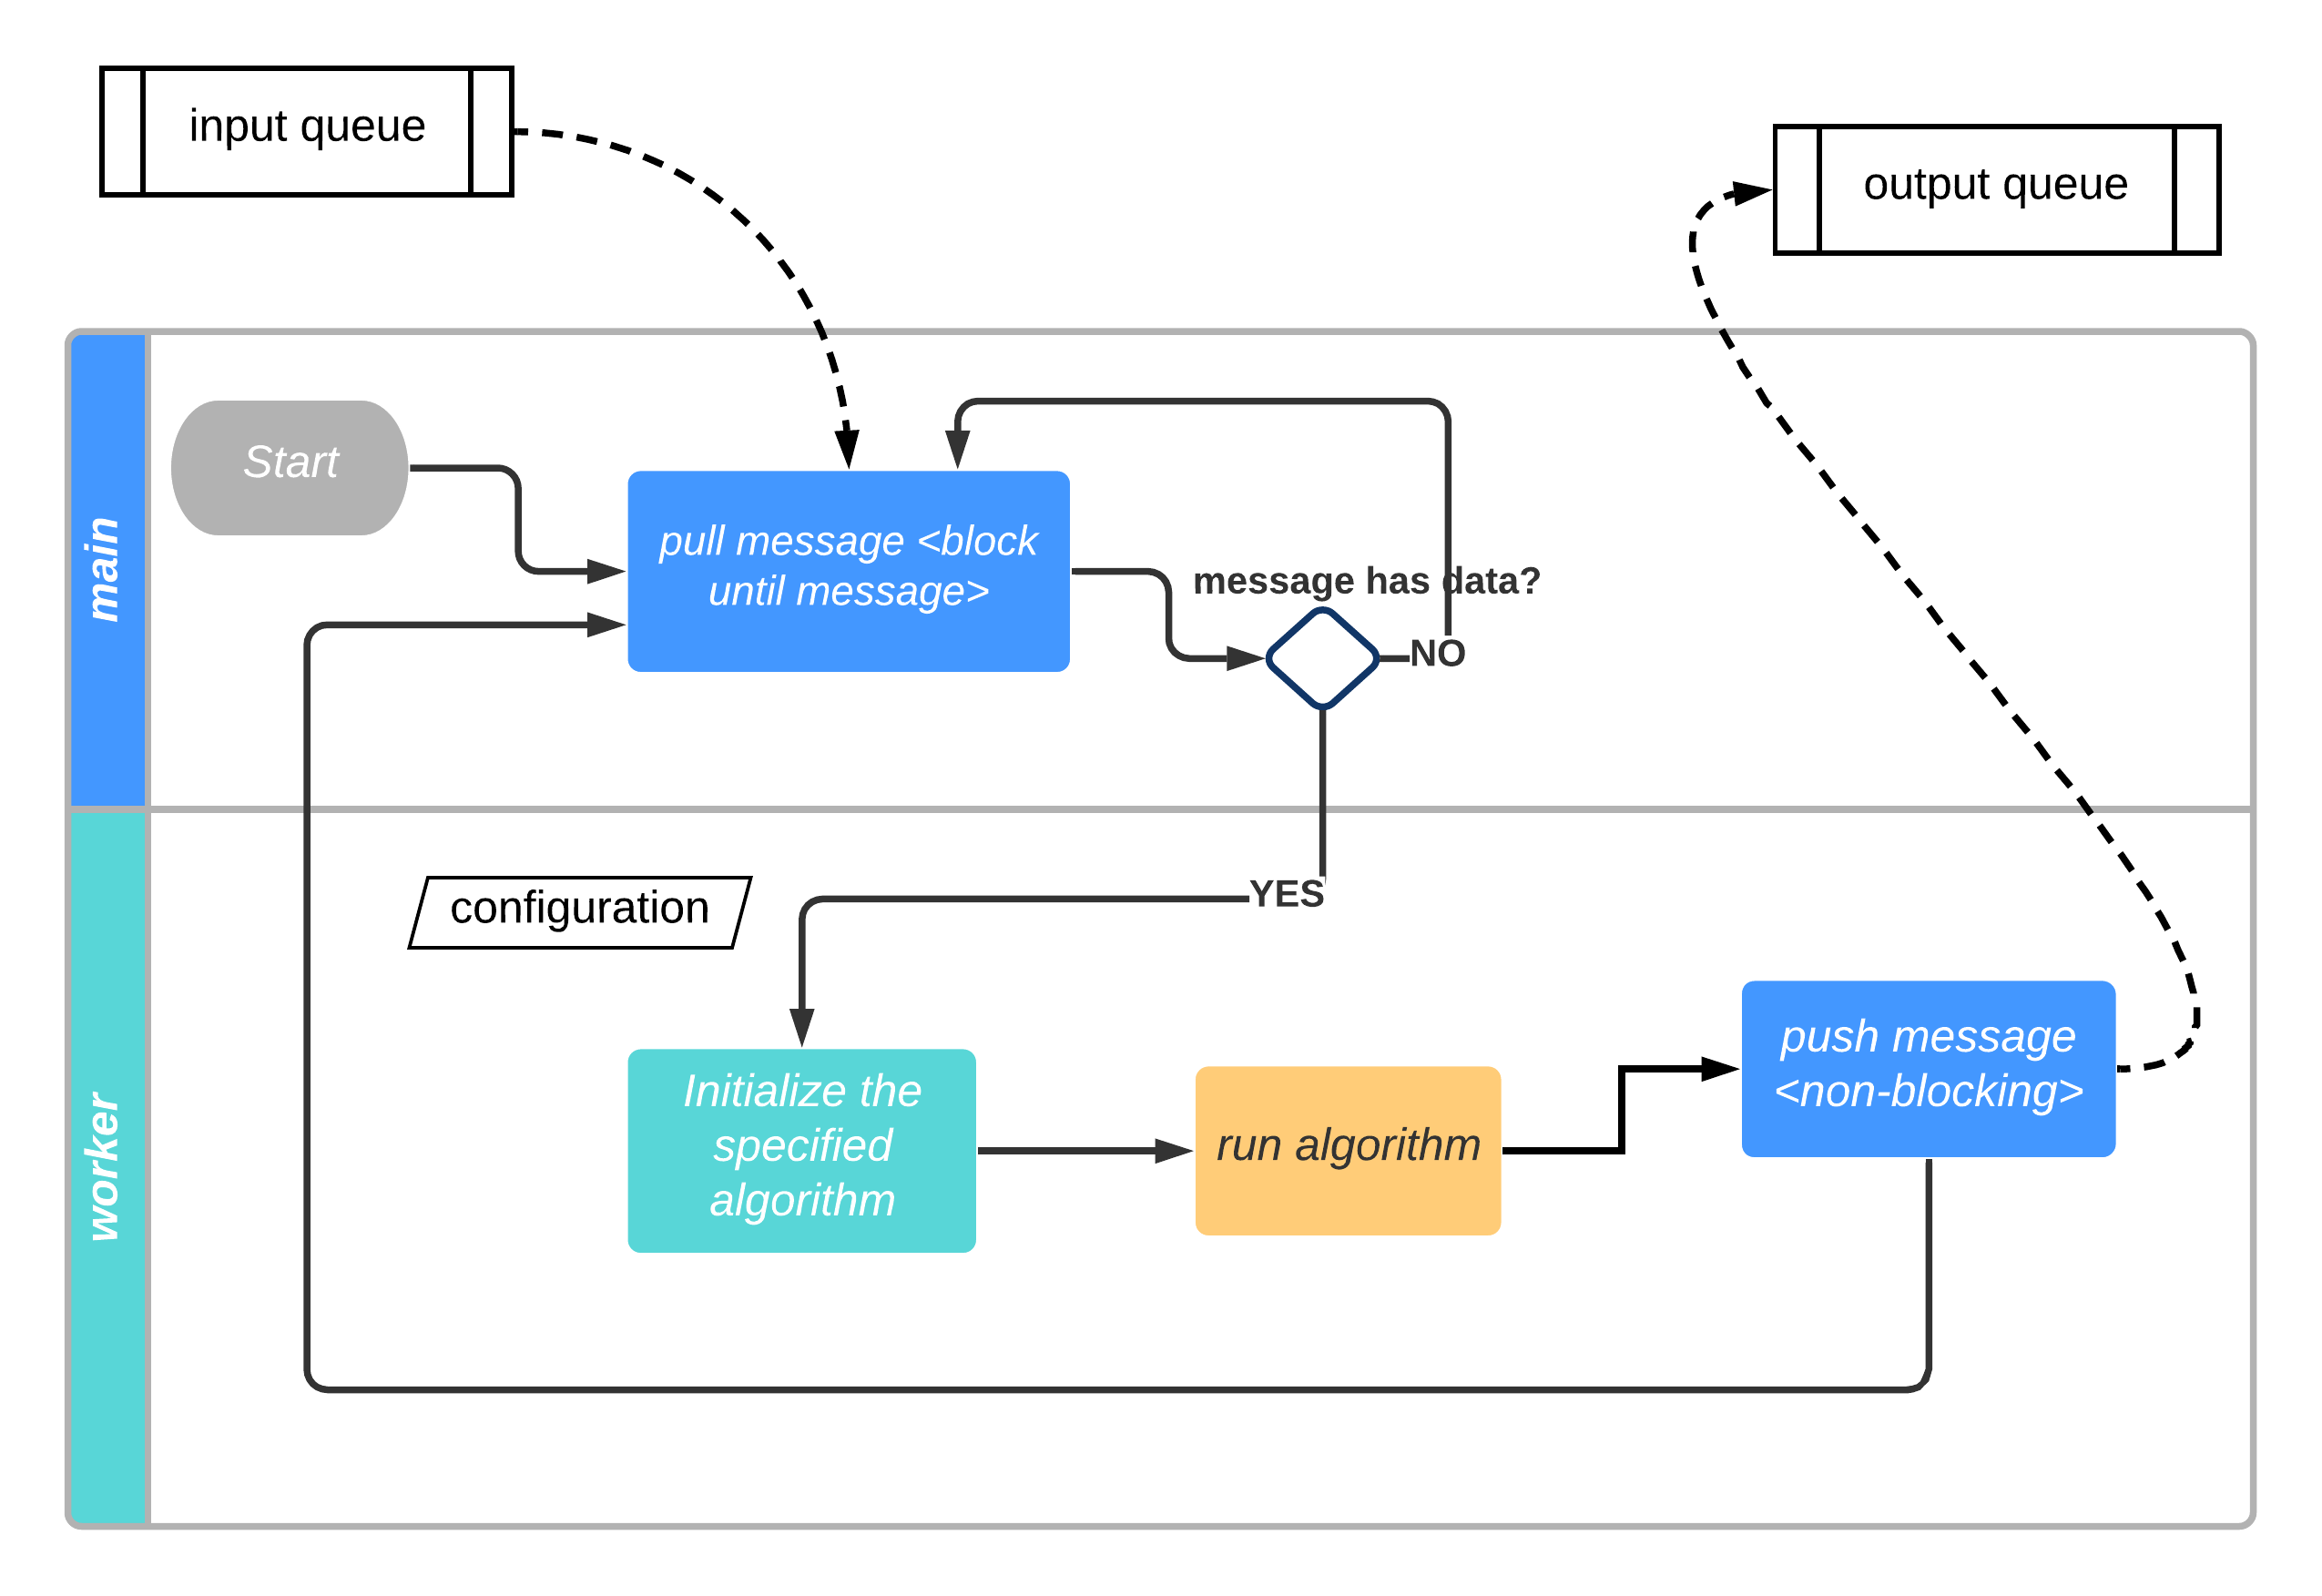 input queue
output queue
main
Start
pull message <block
until message>
message has data?
NO
worker
configuration
YES
Initialize the
specified
algorithm
run algorithm
push message
<non-blocking>